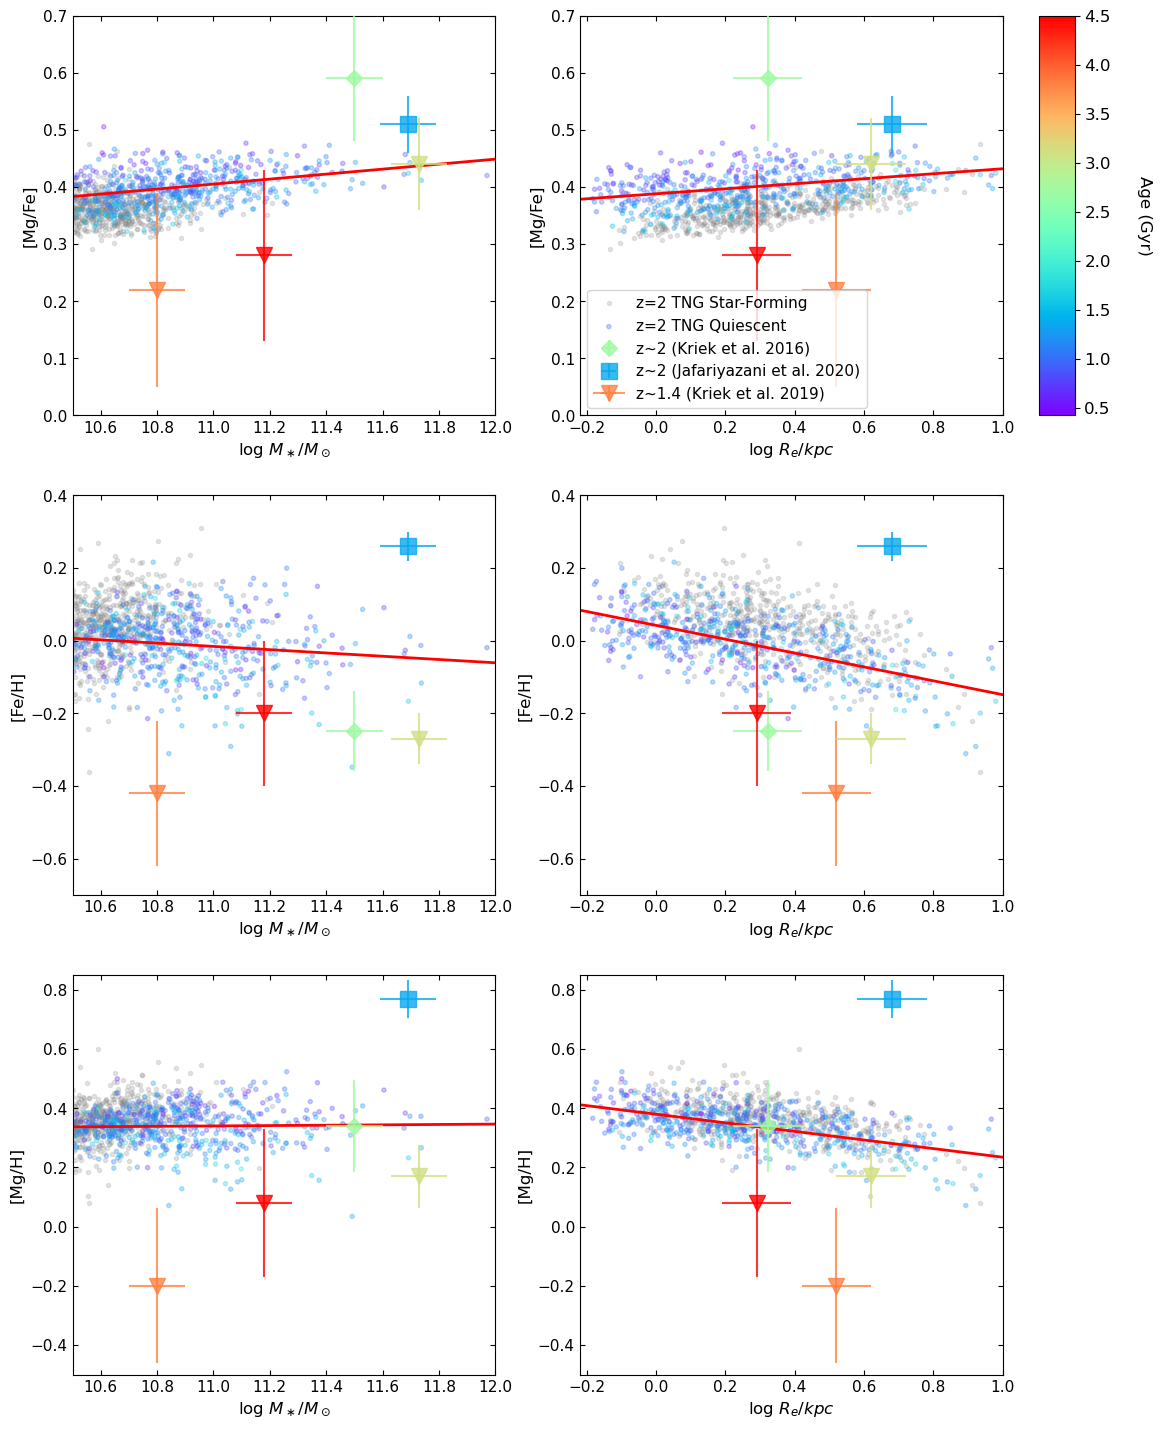 0.7
0.6
0.5
0.4
0.3
0.2
0.1
0.0
[Mg/Fe]
10.6 10.8 11.0 11.2 11.4 11.6 11.8 12.0
log M∗/M⊙
0.7
0.6
0.5
0.4
0.3
0.2
0.1
0.0
[Mg/Fe]
z=2 TNG Star-Forming
z=2 TNG Quiescent
z~2 (Kriek et al. 2016)
z~2 (Jafariyazani et al. 2020)
z~1.4 (Kriek et al. 2019)
−0.2 0.0 0.2 0.4 0.6 0.8 1.0
log Re/kpc
4.5
4.0
3.5
3.0
2.5
2.0
1.5
1.0
0.5
Age (Gyr)
0.4
0.2
0.0
−0.2
−0.4
−0.6
[Fe/H]
10.6 10.8 11.0 11.2 11.4 11.6 11.8 12.0
log M∗/M⊙
0.4
0.2
0.0
−0.2
−0.4
−0.6
[Fe/H]
−0.2 0.0 0.2 0.4 0.6 0.8 1.0
log Re/kpc
0.8
0.6
0.4
0.2
0.0
−0.2
−0.4
[Mg/H]
10.6 10.8 11.0 11.2 11.4 11.6 11.8 12.0
log M∗/M⊙
0.8
0.6
0.4
0.2
0.0
−0.2
−0.4
[Mg/H]
−0.2 0.0 0.2 0.4 0.6 0.8 1.0
log Re/kpc